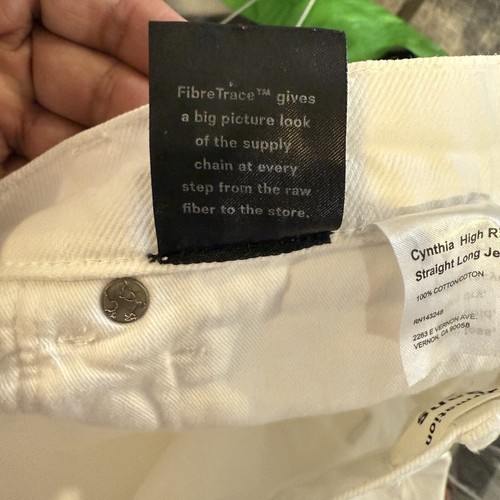 FibreTrace™ gives
a big picture look
of the supply
chain at every
step from the raw
fiber to the store.
Cynthia High R
Straight Long Je
100% COTTON/COTON
RN143248
2263 E VERNON AVE.
VERNON, CA 90058